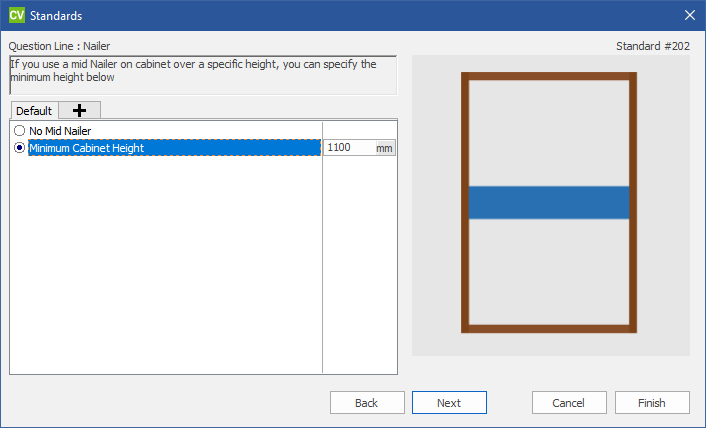 CV Standards
Question Line : Nailer
Standard #202
If you use a mid Nailer on cabinet over a specific height, you can specify the
minimum height below
Default
No Mid Nailer
Minimum Cabinet Height 1100 mm
Back Next Cancel Finish